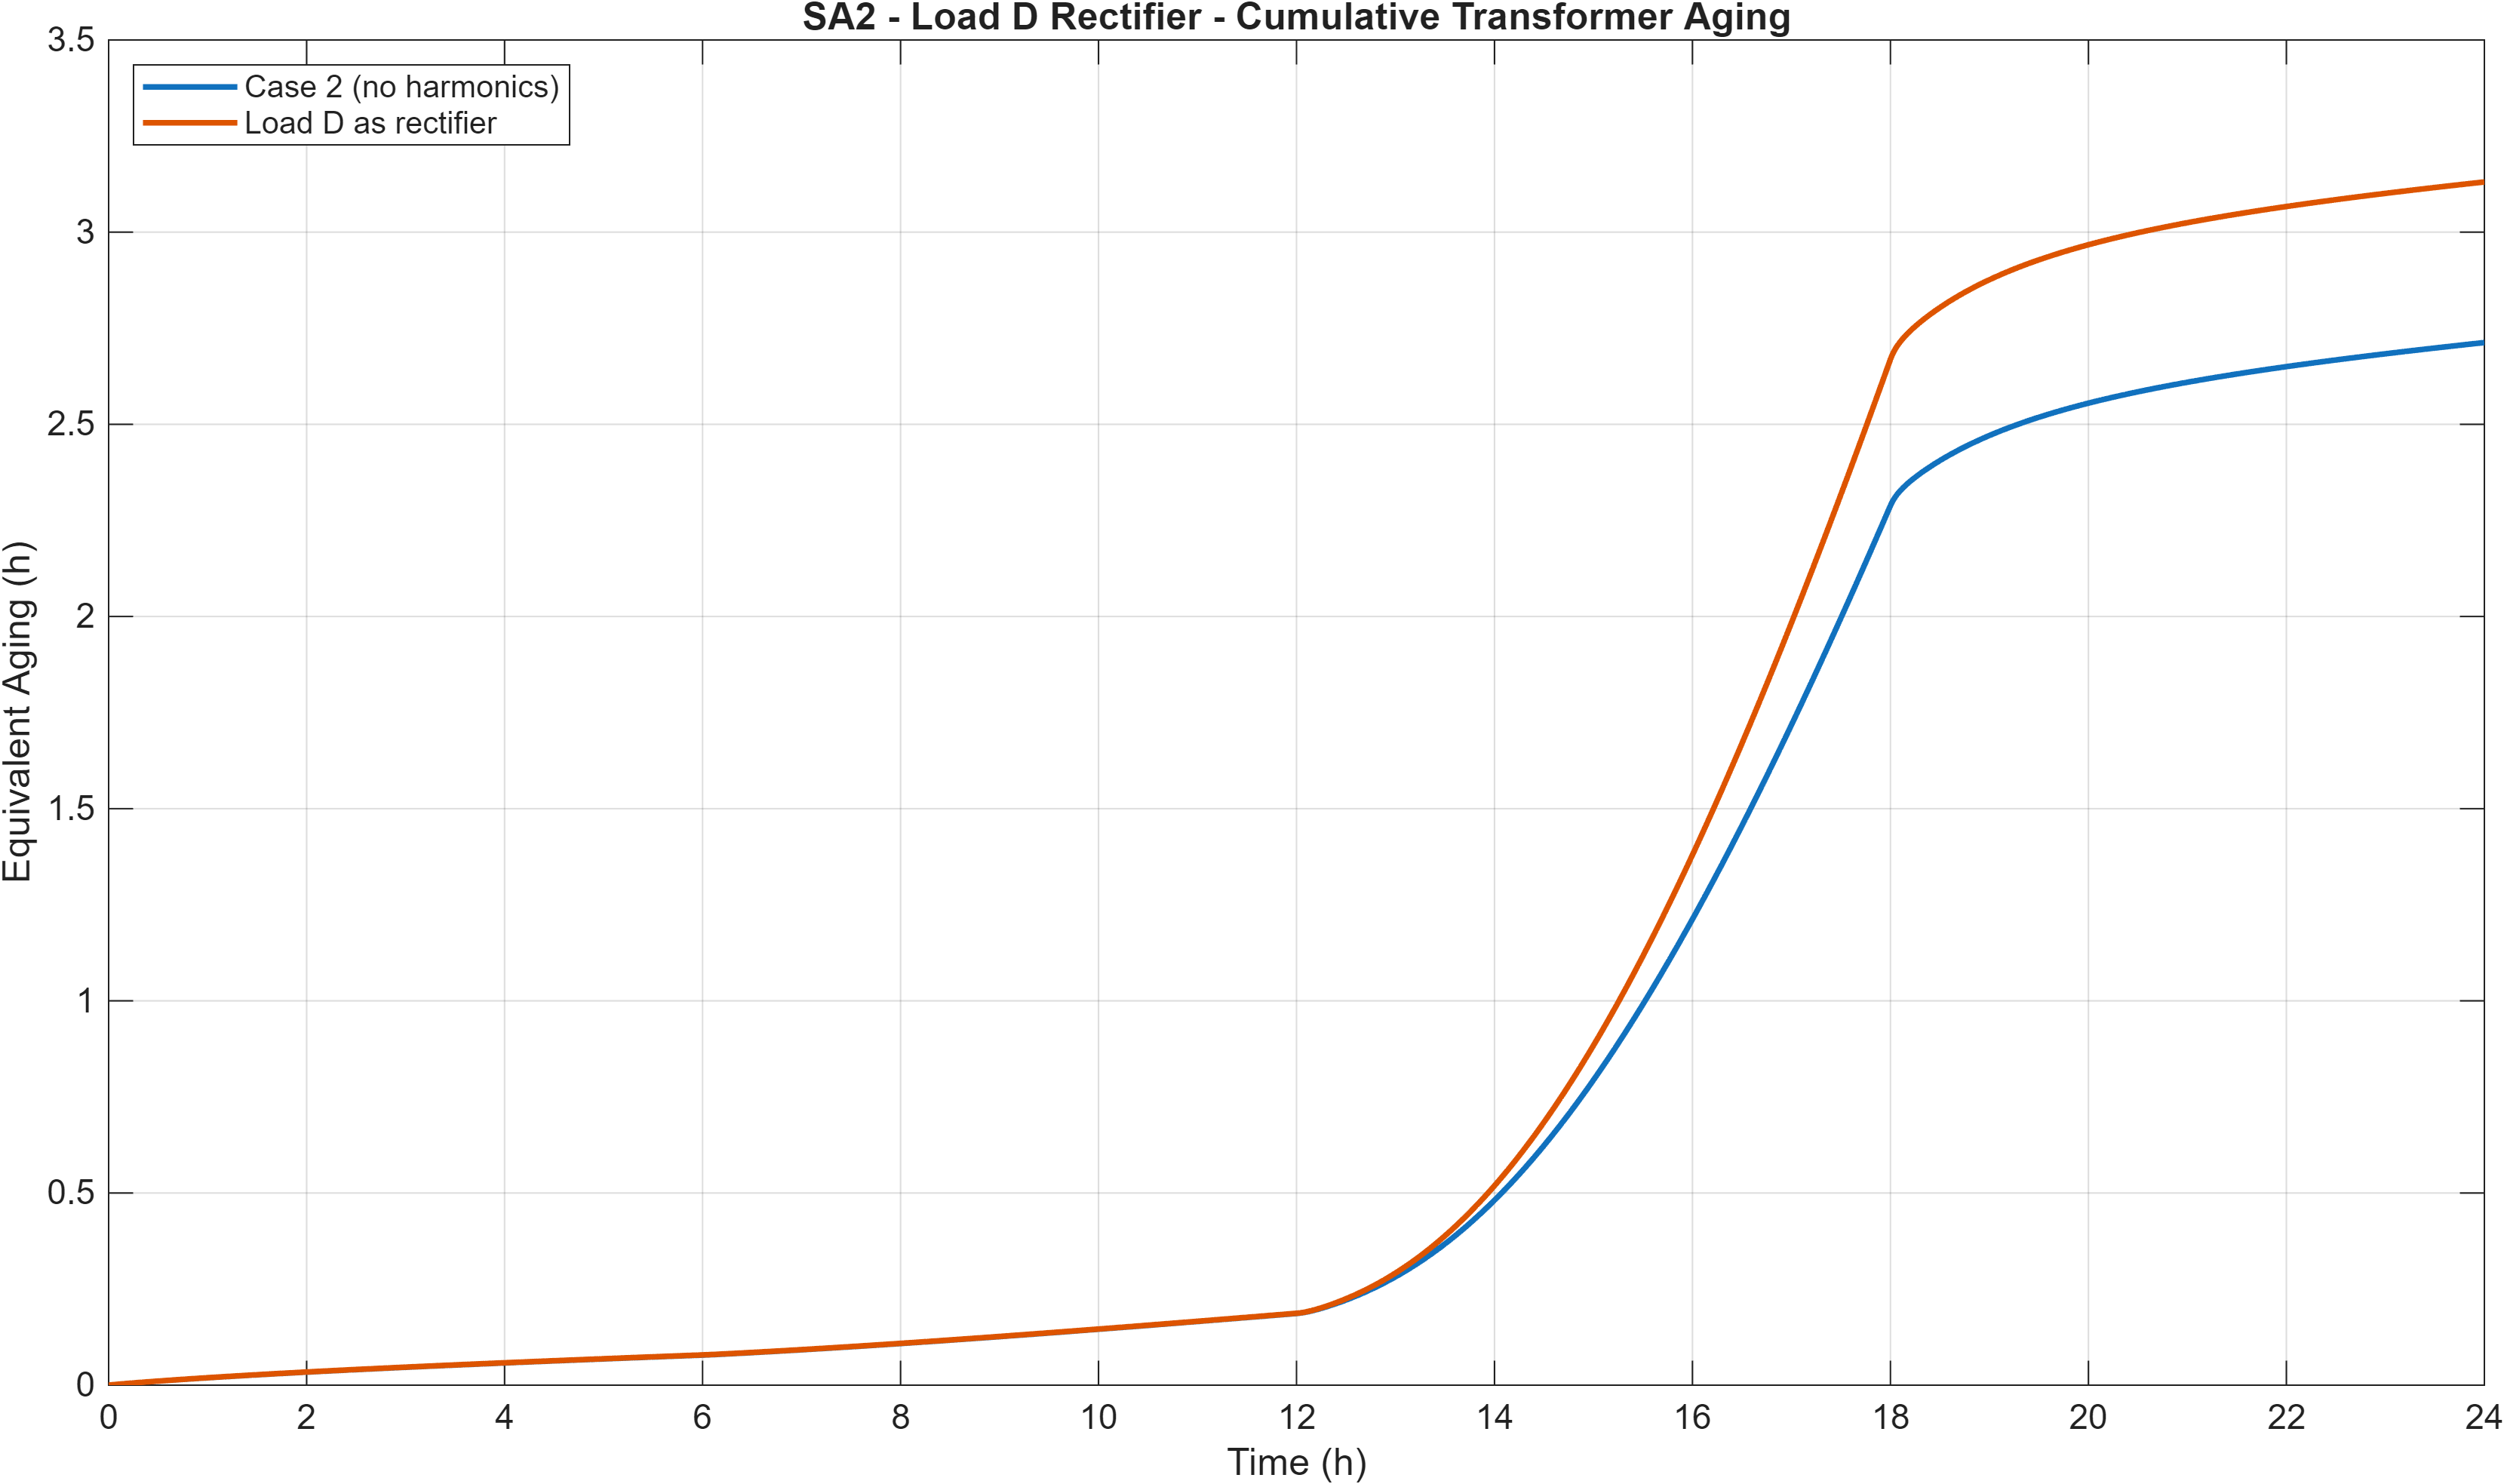 SA2 - Load D Rectifier - Cumulative Transformer Aging
Case 2 (no harmonics)
Load D as rectifier
Equivalent Aging (h)
3.5
3
2.5
2
1.5
1
0.5
0
0 2 4 6 8 10 12 14 16 18 20 22 24
Time (h)